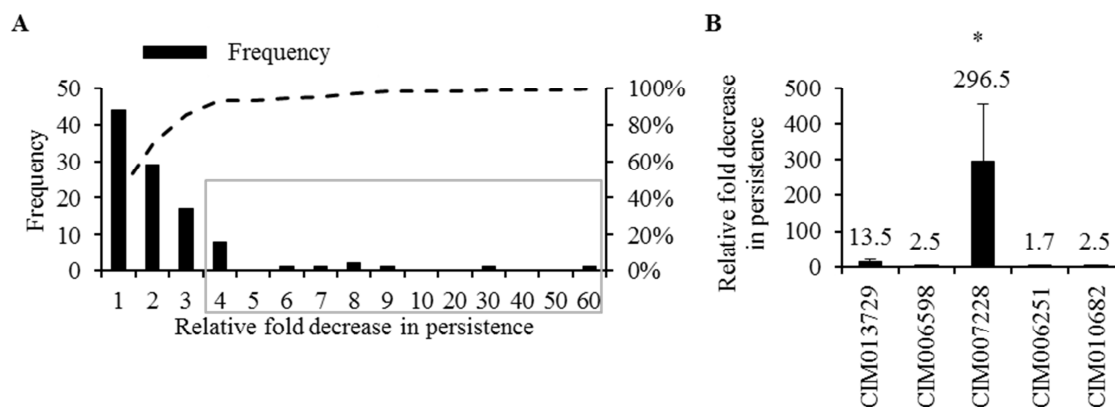 A
Frequency
Frequency
50
40
30
20
10
0
100%
80%
60%
40%
20%
0%
1 2 3 4 5 6 7 8 9 10 20 30 40 50 60
Relative fold decrease in persistence
B
*
Relative fold decrease
in persistence
500
400
300
200
100
0
13.5
2.5
296.5
1.7
2.5
CIM013729
CIM006598
CIM007228
CIM006251
CIM010682